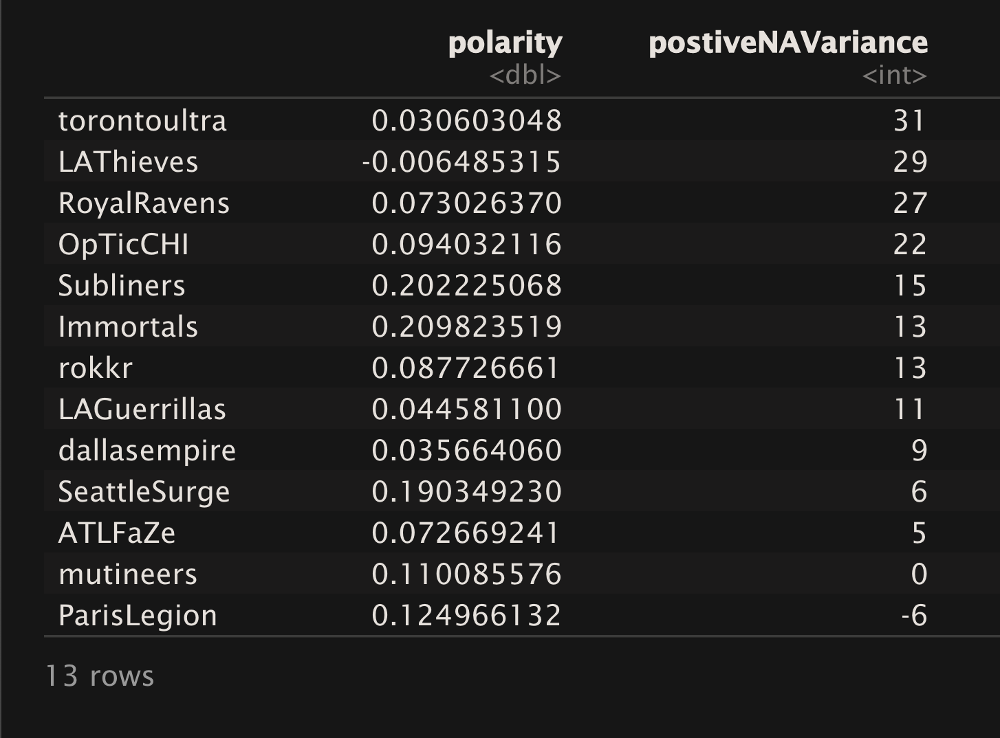 polarity postiveNAVariance
<dbl> <int>
torontoultra 0.030603048 31
LAThieves -0.006485315 29
RoyalRavens 0.073026370 27
OpTicCHI 0.094032116 22
Subliners 0.202225068 15
Immortals 0.209823519 13
rokkr 0.087726661 13
LAGuerrillas 0.044581100 11
dallasempire 0.035664060 9
SeattleSurge 0.190349230 6
ATLFaZe 0.072669241 5
mutineers 0.110085576 0
ParisLegion 0.124966132 -6
13 rows